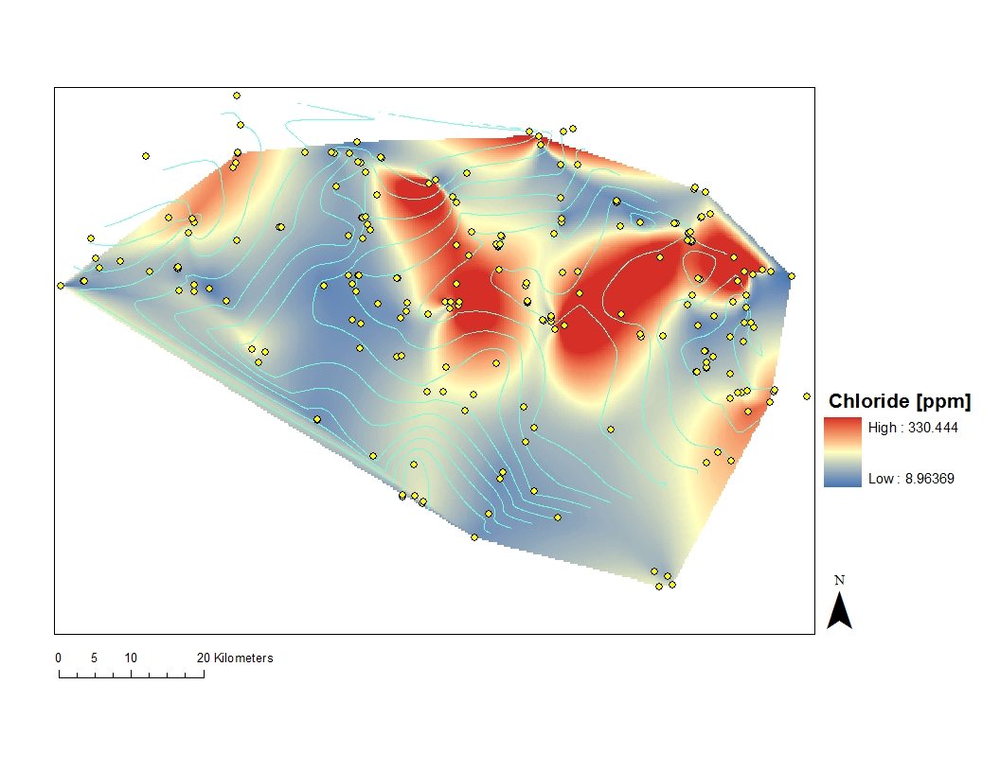 Chloride [ppm]
High : 330.444
Low : 8.96369
N
0 5 10 20 Kilometers